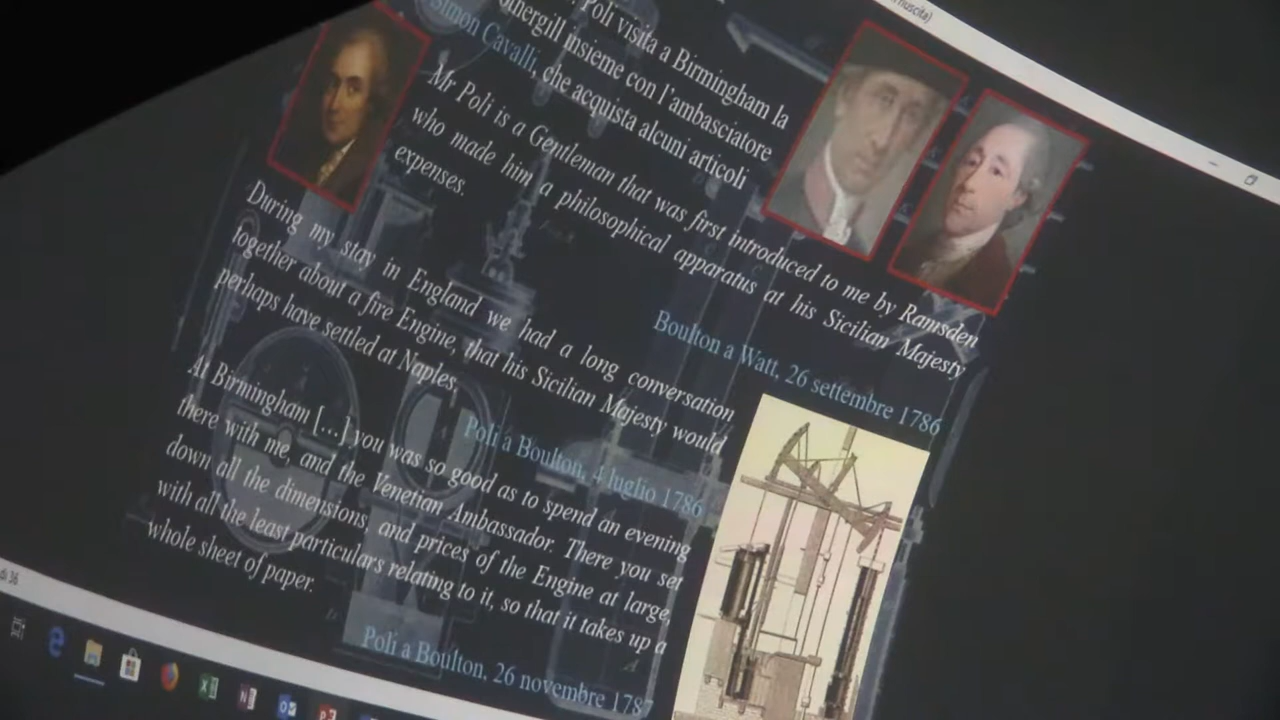 nuscita)
Poli visita a Birmingham la
insieme con l'ambasciatore
Simon Cavalli, che acquista alcuni articoli
Mr Poli is a Gentleman that was first introduced to me by Ramsden
who made him a philosophical apparatus at his Sicilian Majesty
expenses.
Boulton a Watt, 26 settembre 1786
During my stay in England we had a long conversation
together about a fire Engine, that his Sicilian Majesty would
perhaps have settled at Naples.
Poli a Boulton, 4 luglio 1786
At Birmingham [...] you was so good as to spend an evening
there with me, and the Venetian Ambassador. There you set
down all the dimensions, and prices of the Engine at large,
with all the least particulars relating to it, so that it takes up a
whole sheet of paper.
Poli a Boulton, 26 novembre 1787
di 36